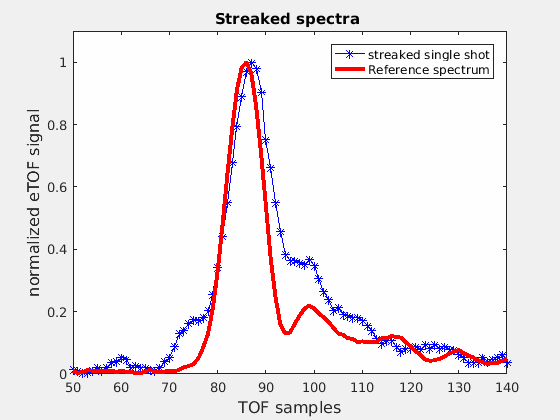 Streaked spectra
streaked single shot
Reference spectrum
normalized eTOF signal
1
0.8
0.6
0.4
0.2
0
50 60 70 80 90 100 110 120 130 140
TOF samples